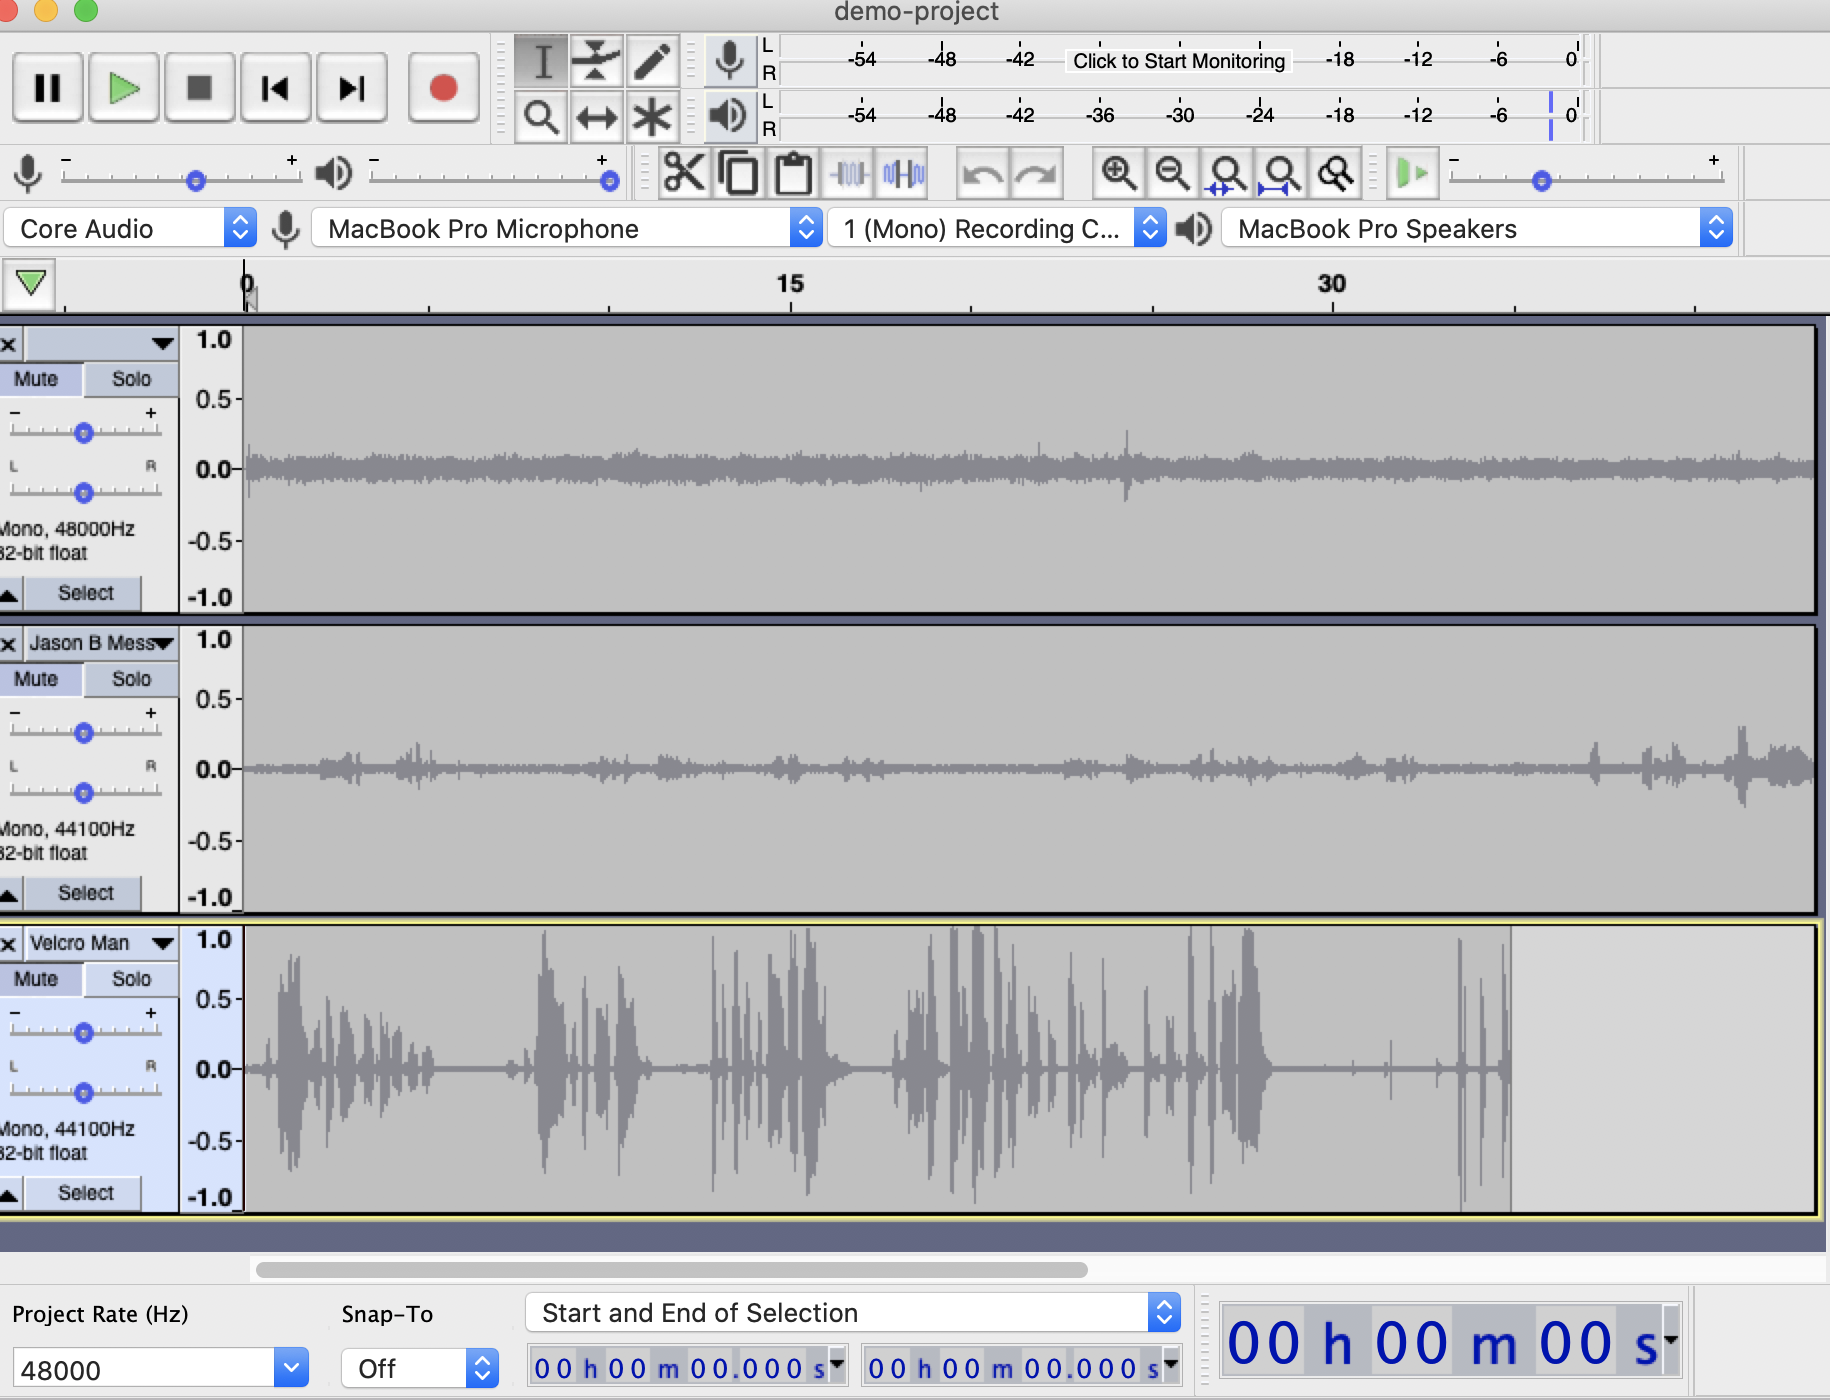 demo-project
L
R
-54 -48 -42 Click to Start Monitoring -18 -12 -6 0
L
R
-54 -48 -42 -36 -30 -24 -18 -12 -6 0
- + - + - +
Core Audio MacBook Pro Microphone 1 (Mono) Recording C... MacBook Pro Speakers
0 15 30
x
Mute Solo
- +
L R
Mono, 48000Hz
32-bit float
Select
1.0
0.5
0.0
-0.5
-1.0
x Jason B Mess
Mute Solo
- +
L R
Mono, 44100Hz
32-bit float
Select
1.0
0.5
0.0
-0.5
-1.0
x Velcro Man
Mute Solo
- +
L R
Mono, 44100Hz
32-bit float
Select
1.0
0.5
0.0
-0.5
-1.0
Project Rate (Hz) Snap-To Start and End of Selection
48000 Off 00 h 00 m 00.000 s 00 h 00 m 00.000 s 00 h 00 m 00 s